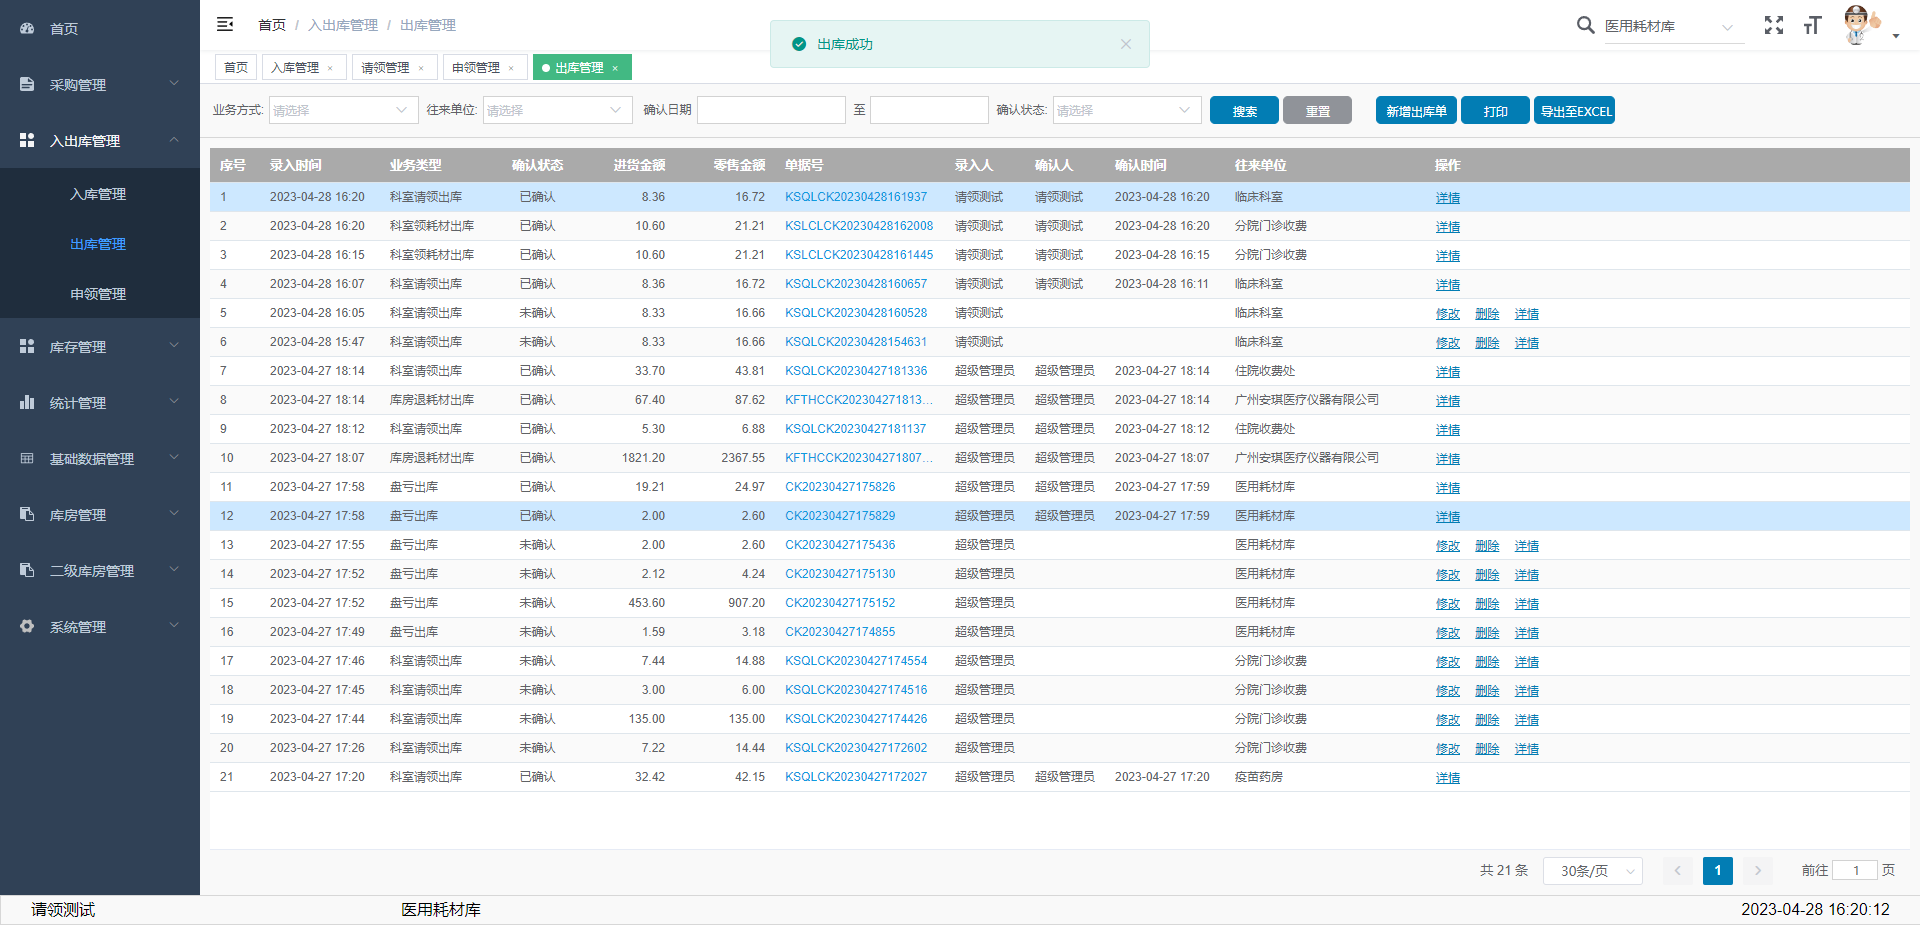 首页
采购管理
入出库管理
入库管理
出库管理
申领管理
库存管理
统计管理
基础数据管理
库房管理
二级库房管理
系统管理
首页 / 入出库管理 / 出库管理
出库成功
医用耗材库
首页 入库管理 × 请领管理 × 申领管理 × 出库管理 ×
业务方式: 请选择 往来单位: 请选择 确认日期 至 确认状态: 请选择 搜索 重置 新增出库单 打印 导出至EXCEL
序号 录入时间 业务类型 确认状态 进货金额 零售金额 单据号 录入人 确认人 确认时间 往来单位 操作
1 2023-04-28 16:20 科室请领出库 已确认 8.36 16.72 KSQLCK20230428161937 请领测试 请领测试 2023-04-28 16:20 临床科室 详情
2 2023-04-28 16:20 科室领耗材出库 已确认 10.60 21.21 KSLCLCK20230428162008 请领测试 请领测试 2023-04-28 16:20 分院门诊收费 详情
3 2023-04-28 16:15 科室领耗材出库 已确认 10.60 21.21 KSLCLCK20230428161445 请领测试 请领测试 2023-04-28 16:15 分院门诊收费 详情
4 2023-04-28 16:07 科室请领出库 已确认 8.36 16.72 KSQLCK20230428160657 请领测试 请领测试 2023-04-28 16:11 临床科室 详情
5 2023-04-28 16:05 科室请领出库 未确认 8.33 16.66 KSQLCK20230428160528 请领测试 临床科室 修改 删除 详情
6 2023-04-28 15:47 科室请领出库 未确认 8.33 16.66 KSQLCK20230428154631 请领测试 临床科室 修改 删除 详情
7 2023-04-27 18:14 科室请领出库 已确认 33.70 43.81 KSQLCK20230427181336 超级管理员 超级管理员 2023-04-27 18:14 住院收费处 详情
8 2023-04-27 18:14 库房退耗材出库 已确认 67.40 87.62 KFTHCCK202304271813... 超级管理员 超级管理员 2023-04-27 18:14 广州安琪医疗仪器有限公司 详情
9 2023-04-27 18:12 科室请领出库 已确认 5.30 6.88 KSQLCK20230427181137 超级管理员 超级管理员 2023-04-27 18:12 住院收费处 详情
10 2023-04-27 18:07 库房退耗材出库 已确认 1821.20 2367.55 KFTHCCK202304271807... 超级管理员 超级管理员 2023-04-27 18:07 广州安琪医疗仪器有限公司 详情
11 2023-04-27 17:58 盘亏出库 已确认 19.21 24.97 CK20230427175826 超级管理员 超级管理员 2023-04-27 17:59 医用耗材库 详情
12 2023-04-27 17:58 盘亏出库 已确认 2.00 2.60 CK20230427175829 超级管理员 超级管理员 2023-04-27 17:59 医用耗材库 详情
13 2023-04-27 17:55 盘亏出库 未确认 2.00 2.60 CK20230427175436 超级管理员 医用耗材库 修改 删除 详情
14 2023-04-27 17:52 盘亏出库 未确认 2.12 4.24 CK20230427175130 超级管理员 医用耗材库 修改 删除 详情
15 2023-04-27 17:52 盘亏出库 未确认 453.60 907.20 CK20230427175152 超级管理员 医用耗材库 修改 删除 详情
16 2023-04-27 17:49 盘亏出库 未确认 1.59 3.18 CK20230427174855 超级管理员 医用耗材库 修改 删除 详情
17 2023-04-27 17:46 科室请领出库 未确认 7.44 14.88 KSQLCK20230427174554 超级管理员 分院门诊收费 修改 删除 详情
18 2023-04-27 17:45 科室请领出库 未确认 3.00 6.00 KSQLCK20230427174516 超级管理员 分院门诊收费 修改 删除 详情
19 2023-04-27 17:44 科室请领出库 未确认 135.00 135.00 KSQLCK20230427174426 超级管理员 分院门诊收费 修改 删除 详情
20 2023-04-27 17:26 科室请领出库 未确认 7.22 14.44 KSQLCK20230427172602 超级管理员 分院门诊收费 修改 删除 详情
21 2023-04-27 17:20 科室请领出库 已确认 32.42 42.15 KSQLCK20230427172027 超级管理员 超级管理员 2023-04-27 17:20 疫苗药房 详情
共 21 条 30条/页 1 前往 1 页
请领测试 医用耗材库 2023-04-28 16:20:12